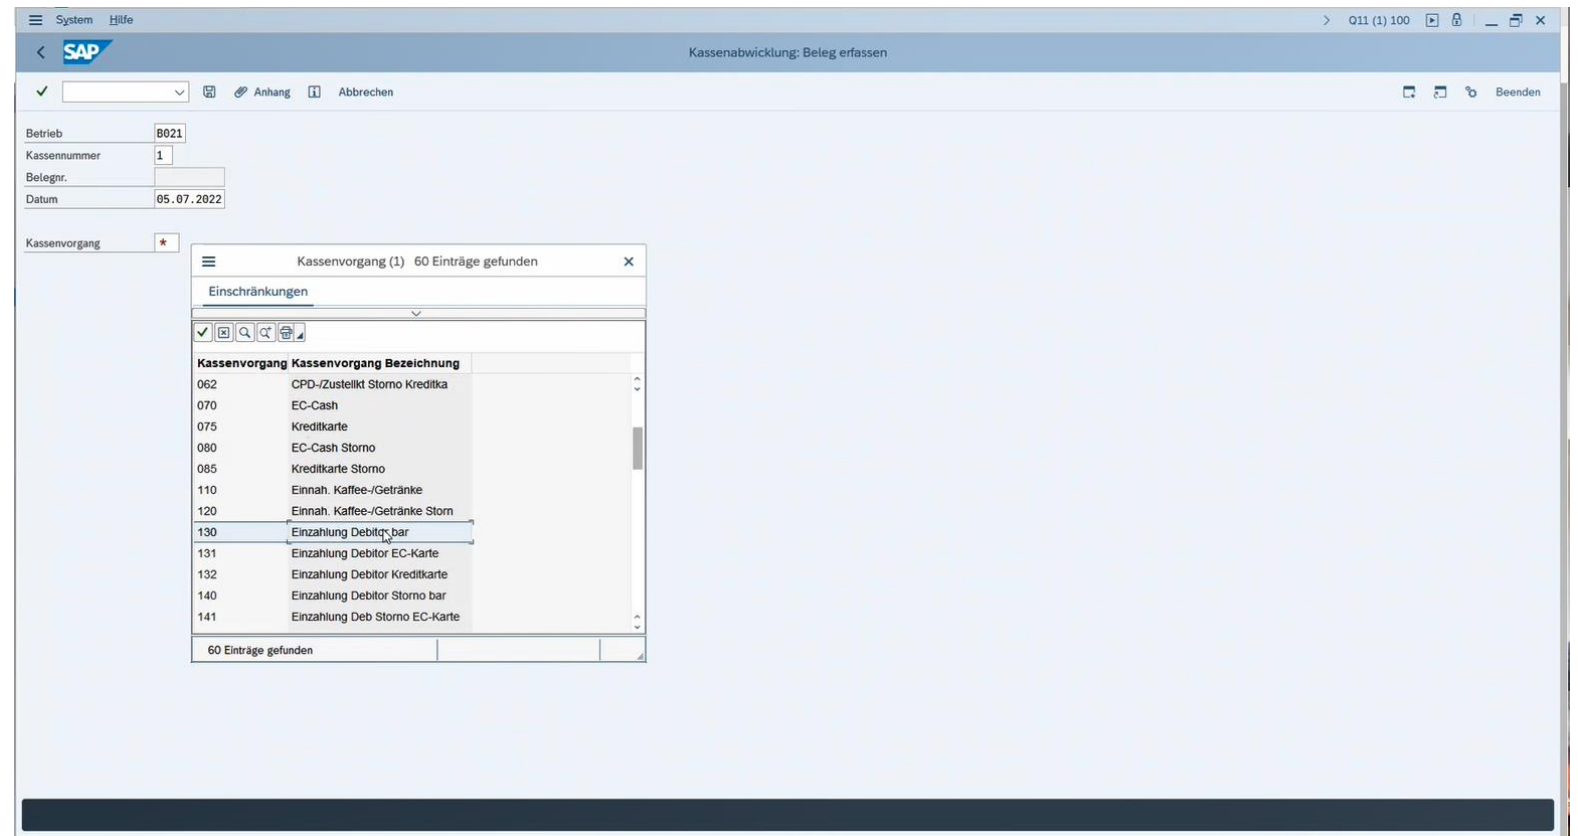 System Hilfe
Q11 (1) 100
SAP
Kassenabwicklung: Beleg erfassen
Anhang Abbrechen
Beenden
Betrieb B021
Kassennummer 1
Belegnr.
Datum 05.07.2022
Kassenvorgang *
Kassenvorgang (1) 60 Einträge gefunden
Einschränkungen
Kassenvorgang Kassenvorgang Bezeichnung
062 CPD-/Zustellkt Storno Kreditka
070 EC-Cash
075 Kreditkarte
080 EC-Cash Storno
085 Kreditkarte Storno
110 Einnah. Kaffee-/Getränke
120 Einnah. Kaffee-/Getränke Storn
130 Einzahlung Debitor bar
131 Einzahlung Debitor EC-Karte
132 Einzahlung Debitor Kreditkarte
140 Einzahlung Debitor Storno bar
141 Einzahlung Deb Storno EC-Karte
60 Einträge gefunden